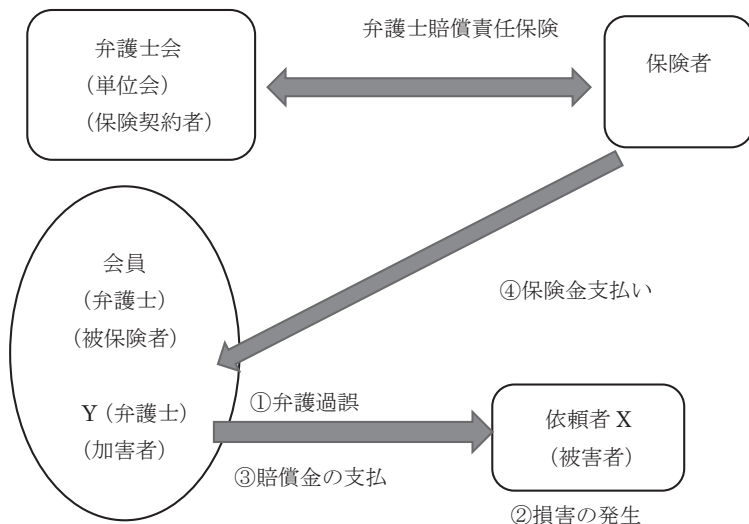 弁護士賠償責任保険
弁護士会
(単位会)
(保険契約者)
保険者
会員
(弁護士)
(被保険者)
④保険金支払い
Y (弁護士)
(加害者)
①弁護過誤
③賠償金の支払
依頼者 X
(被害者)
②損害の発生